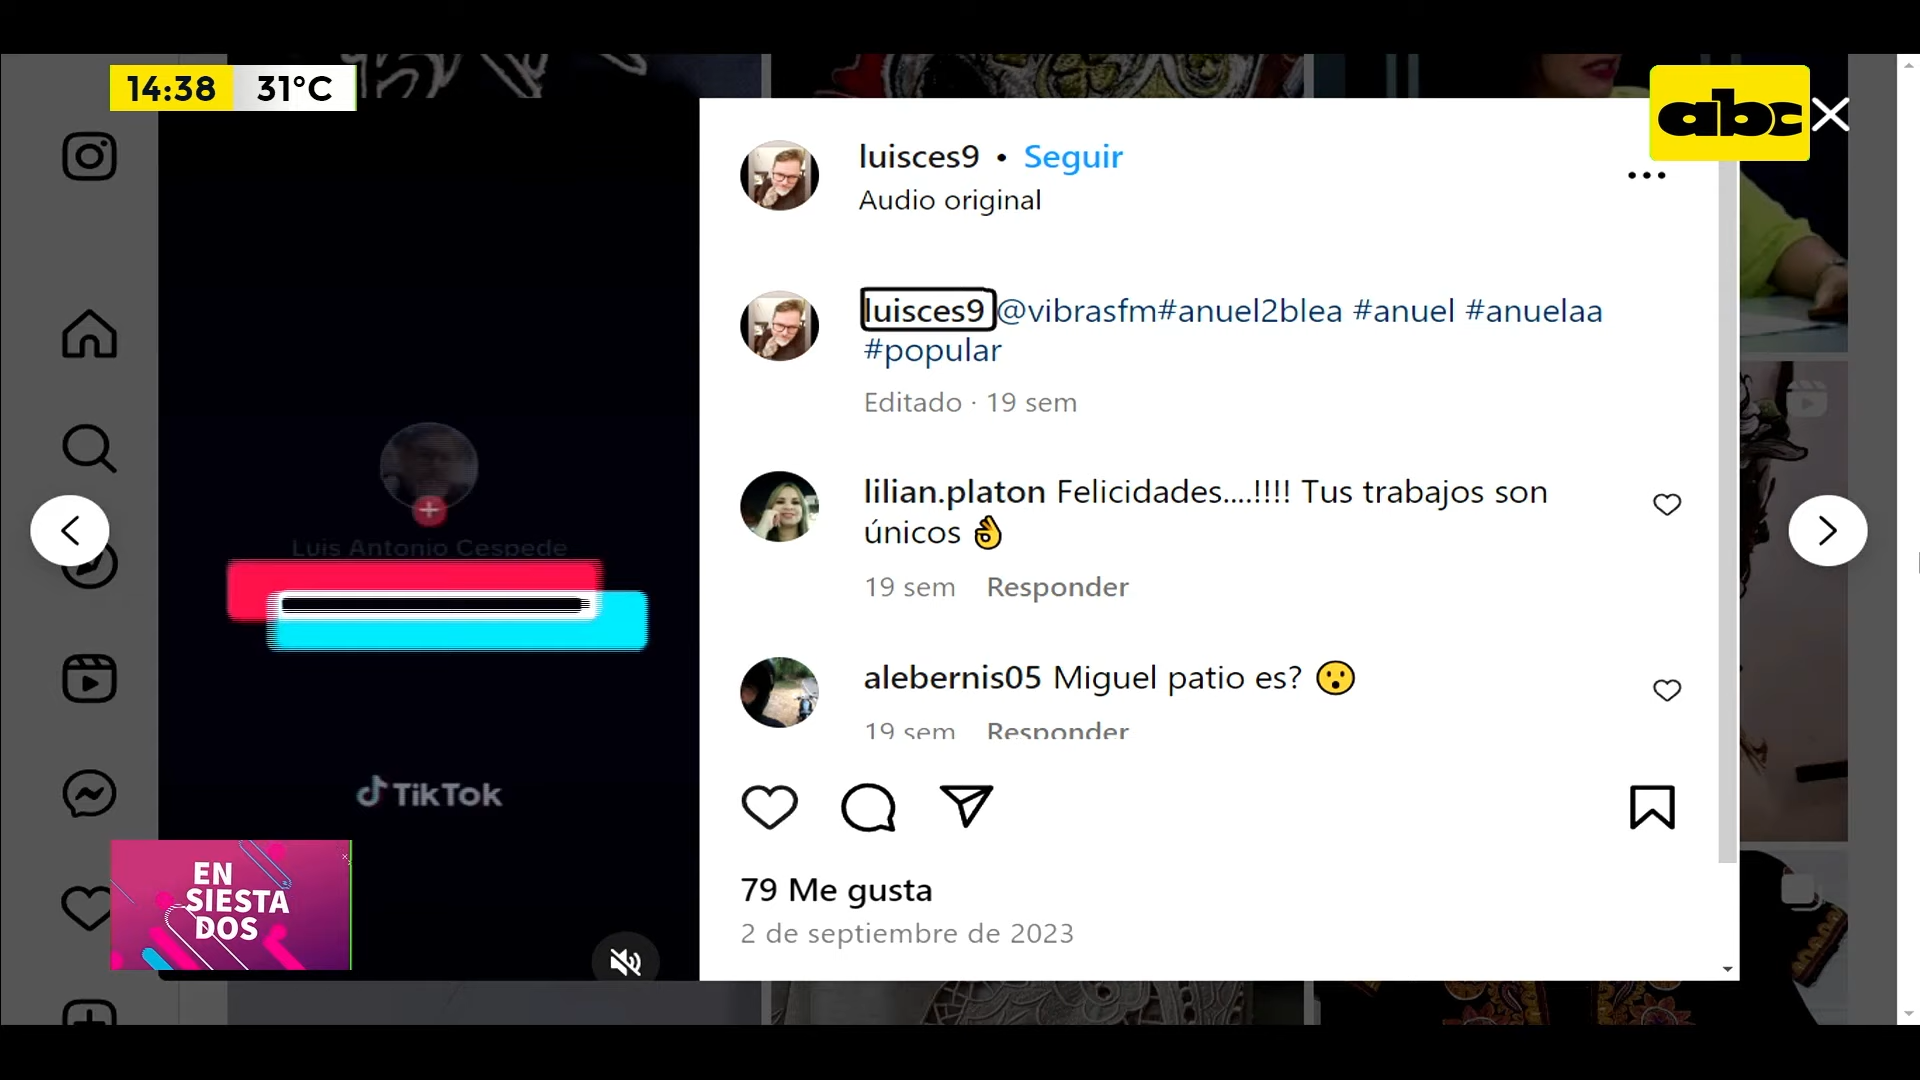 14:38 31°C
abc
luisces9 • Seguir
Audio original
luisces9 @vibrasfm#anuel2blea #anuel #anuelaa
#popular
Editado · 19 sem
lilian.platon Felicidades....!!!! Tus trabajos son
únicos 👌
19 sem Responder
Luis Antonio Cespede
alebernis05 Miguel patio es? 😮
19 sem Responder
TikTok
EN
SIESTA
DOS
79 Me gusta
2 de septiembre de 2023